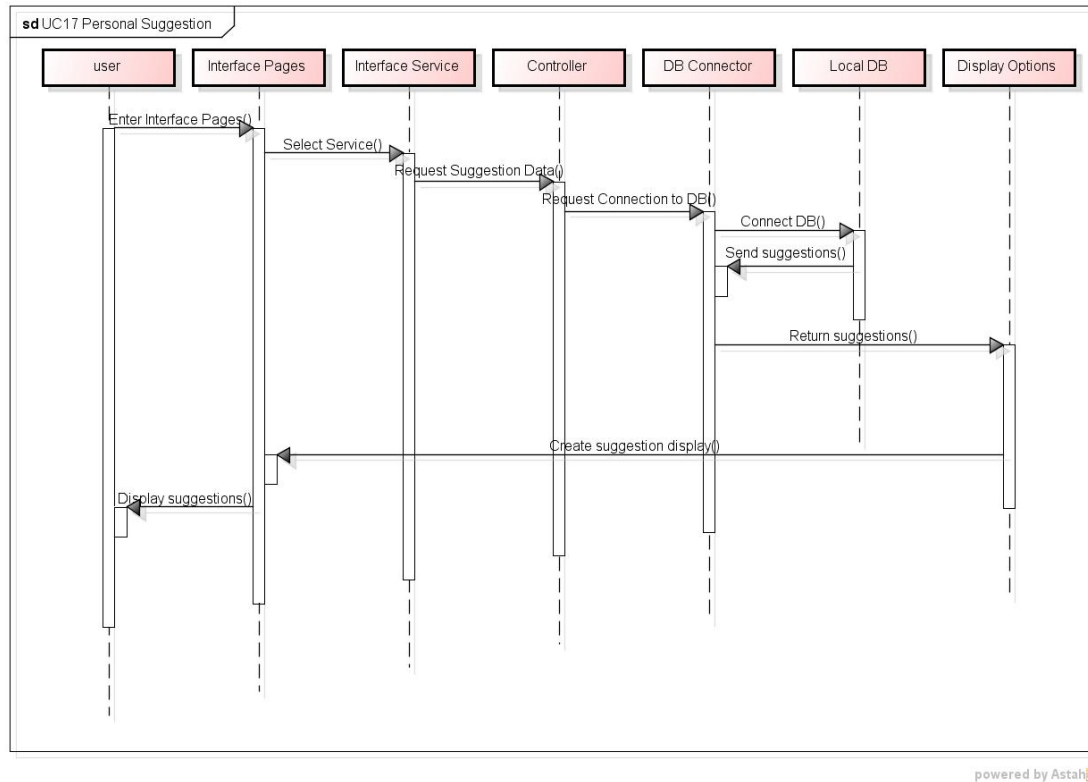 sd UC17 Personal Suggestion
user
Interface Pages
Interface Service
Controller
DB Connector
Local DB
Display Options
Enter Interface Pages()
Select Service()
Request Suggestion Data()
Request Connection to DB()
Connect DB()
Send suggestions()
Return suggestions()
Create suggestion display()
Display suggestions()
powered by Astah